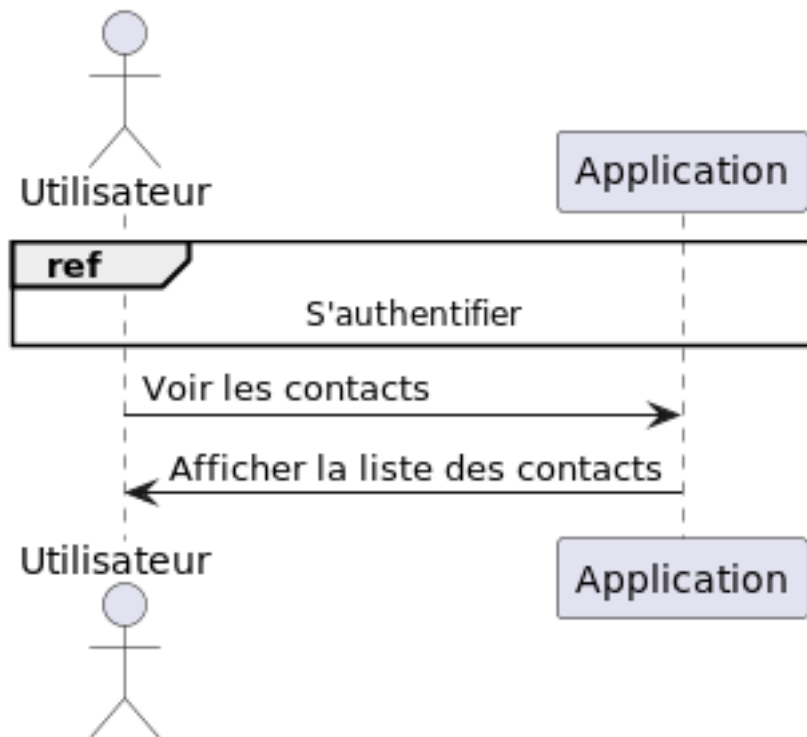 Utilisateur
Application
ref
S'authentifier
Voir les contacts
Afficher la liste des contacts
Utilisateur
Application